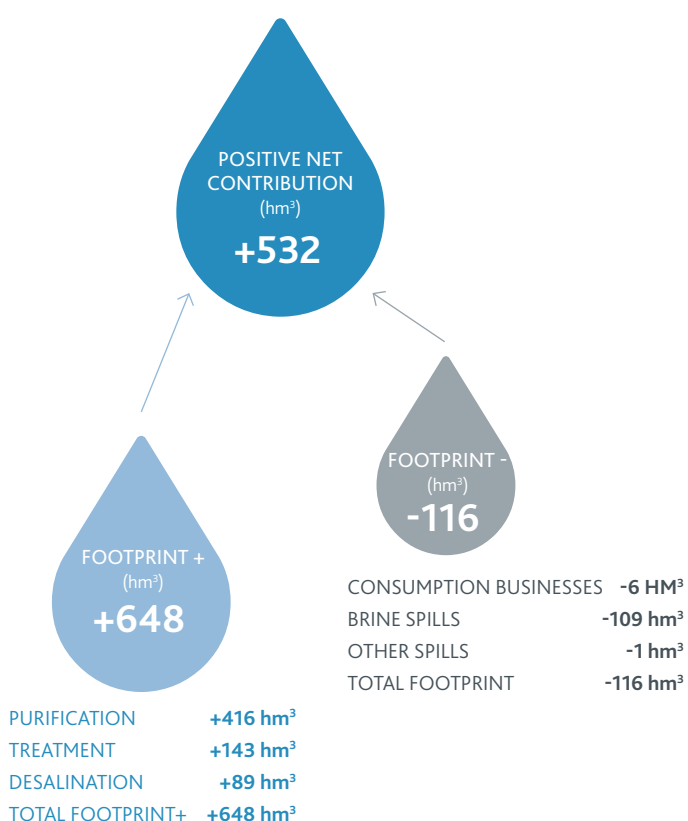 POSITIVE NET
CONTRIBUTION
(hm³)
+532
FOOTPRINT -
(hm³)
-116
FOOTPRINT +
(hm³)
+648
CONSUMPTION BUSINESSES -6 HM³
BRINE SPILLS -109 hm³
OTHER SPILLS -1 hm³
TOTAL FOOTPRINT -116 hm³
PURIFICATION +416 hm³
TREATMENT +143 hm³
DESALINATION +89 hm³
TOTAL FOOTPRINT+ +648 hm³